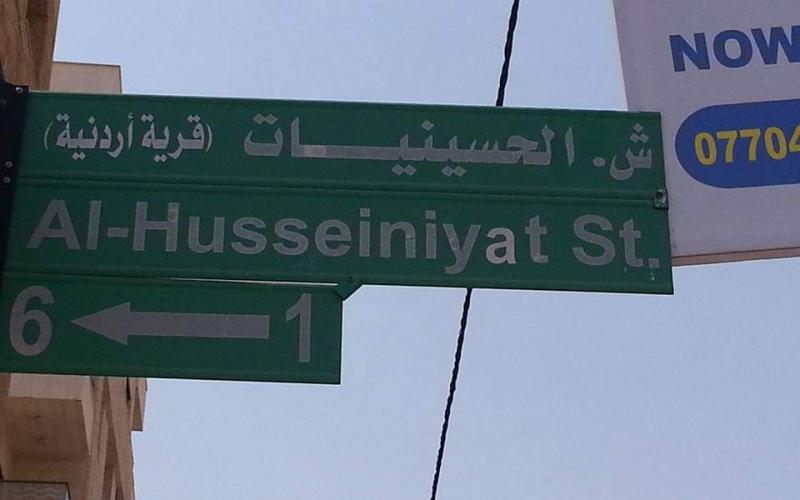 ش. الحسينيات (قرية أردنية)
Al-Husseiniyat St.
6 ← 1
NOW
07704